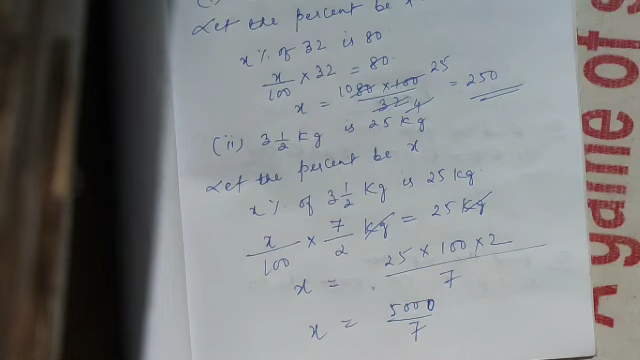 (i)
Let the percent be x
x% of 32 is 80
x/100 × 32 = 80
x = 10 80 × 100 25 / 32 4 = 250
(ii) 3 1/2 kg is 25 kg
Let the percent be x
x% of 3 1/2 kg is 25 kg
x/100 × 7/2 kg = 25 kg
x = 25 × 100 × 2 / 7
x = 5000/7
A game of